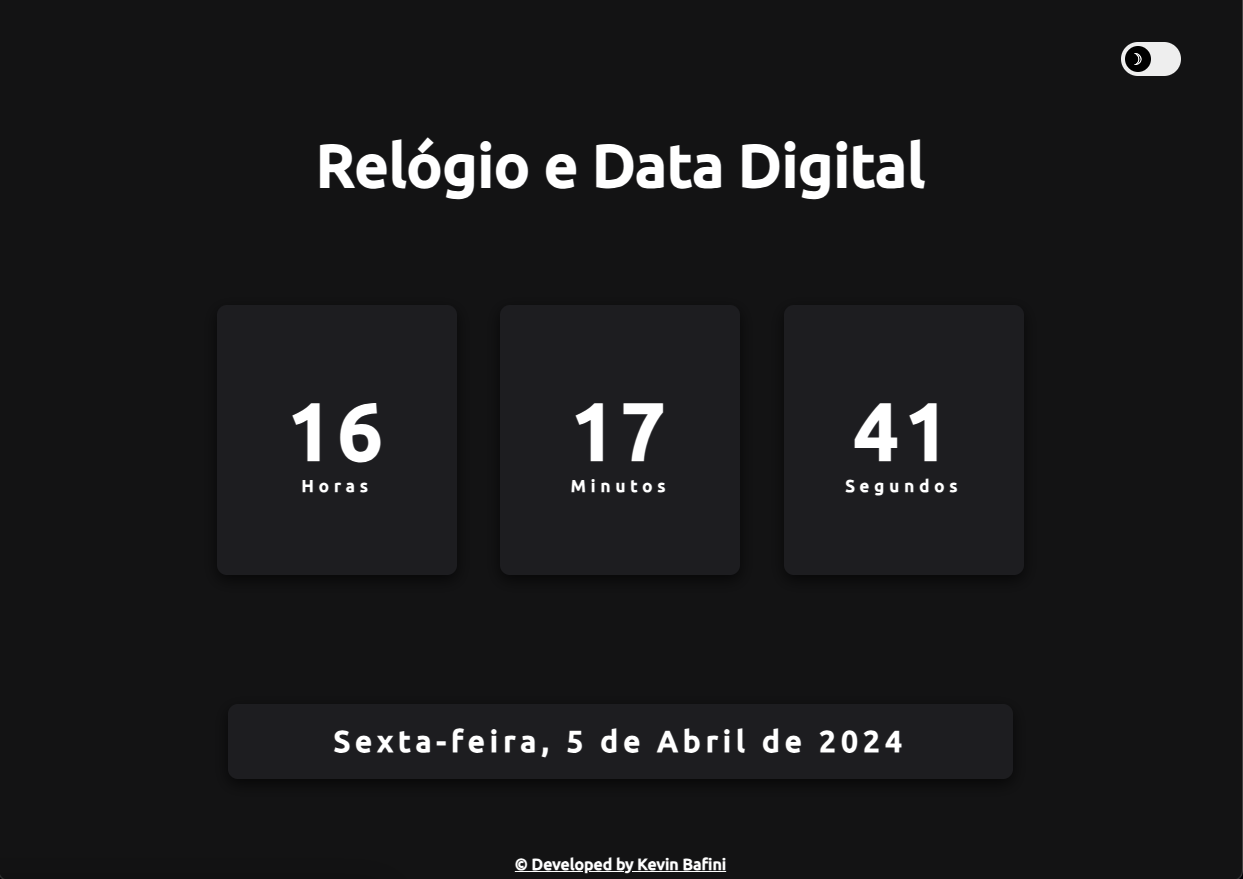 Relógio e Data Digital
16 17 41
Horas Minutos Segundos
Sexta-feira, 5 de Abril de 2024
© Developed by Kevin Bafini